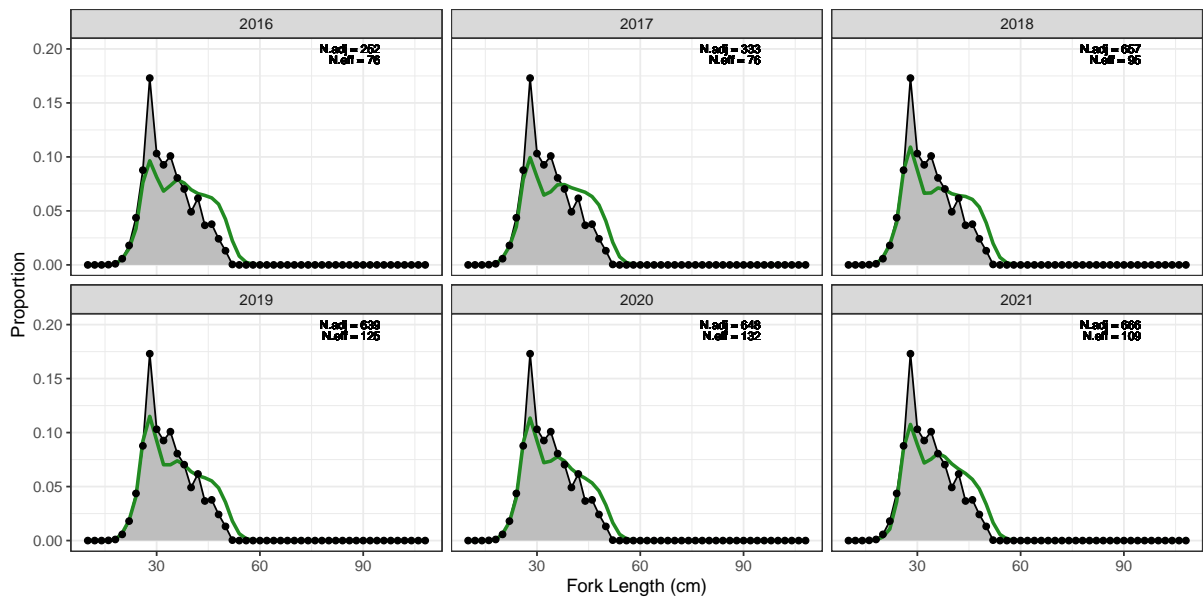 2016
2017
2018
N.adj = 252
N.eff = 76
N.adj = 333
N.eff = 76
N.adj = 657
N.eff = 95
0.20
0.15
0.10
0.05
0.00
2019
2020
2021
N.adj = 639
N.eff = 125
N.adj = 648
N.eff = 132
N.adj = 666
N.eff = 109
0.20
0.15
0.10
0.05
0.00
Proportion
30
60
90
30
60
90
30
60
90
Fork Length (cm)